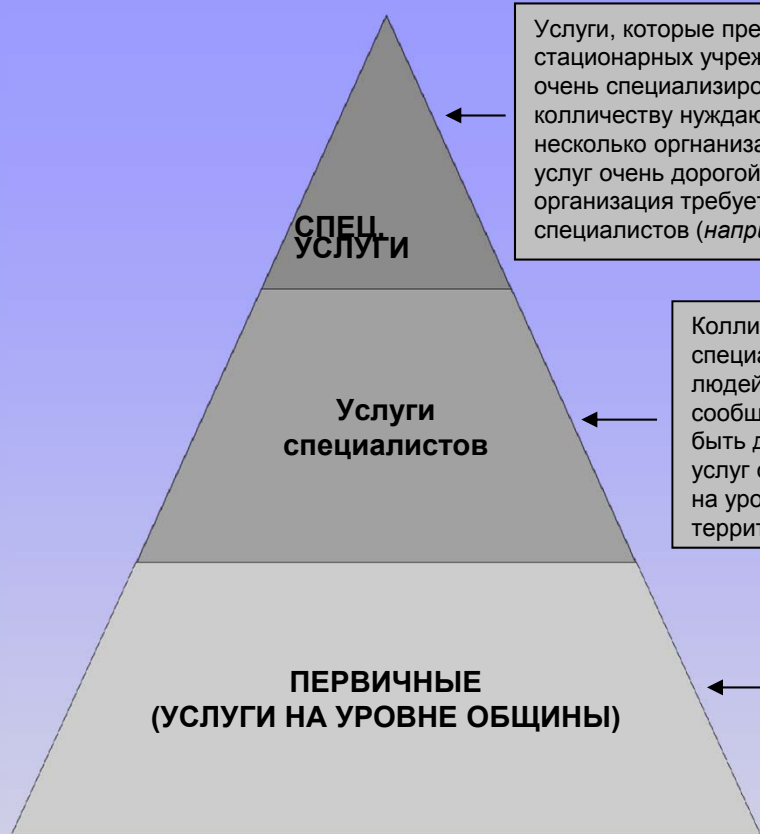 Услуги, которые пре
стационарных учреж
очень специализиро
колличеству нуждаю
несколько оргнаниза
услуг очень дорогой
организация требует
специалистов (напри
СПЕЦ.
УСЛУГИ
Колли
специа
людей
сообщ
быть д
услуг о
на уро
террит
Услуги
специалистов
ПЕРВИЧНЫЕ
(УСЛУГИ НА УРОВНЕ ОБЩИНЫ)